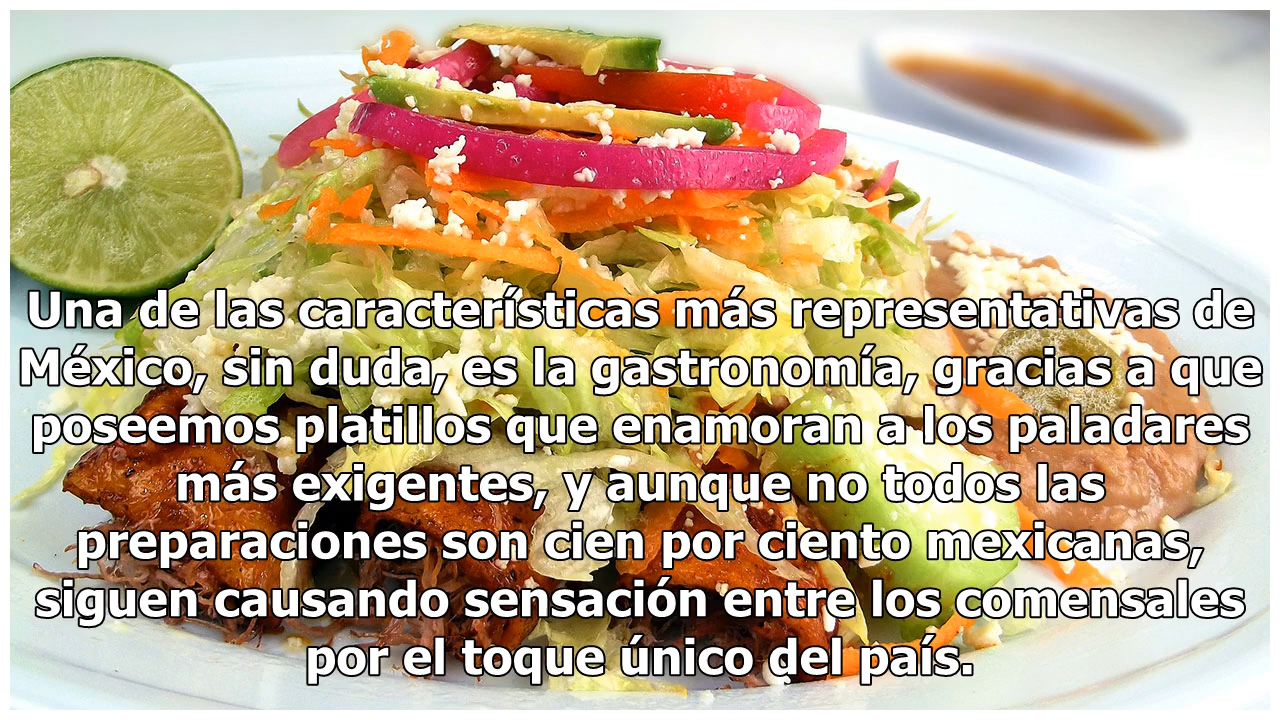 Una de las características más representativas de
México, sin duda, es la gastronomía, gracias a que
poseemos platillos que enamoran a los paladares
más exigentes, y aunque no todos las
preparaciones son cien por ciento mexicanas,
siguen causando sensación entre los comensales
por el toque único del país.